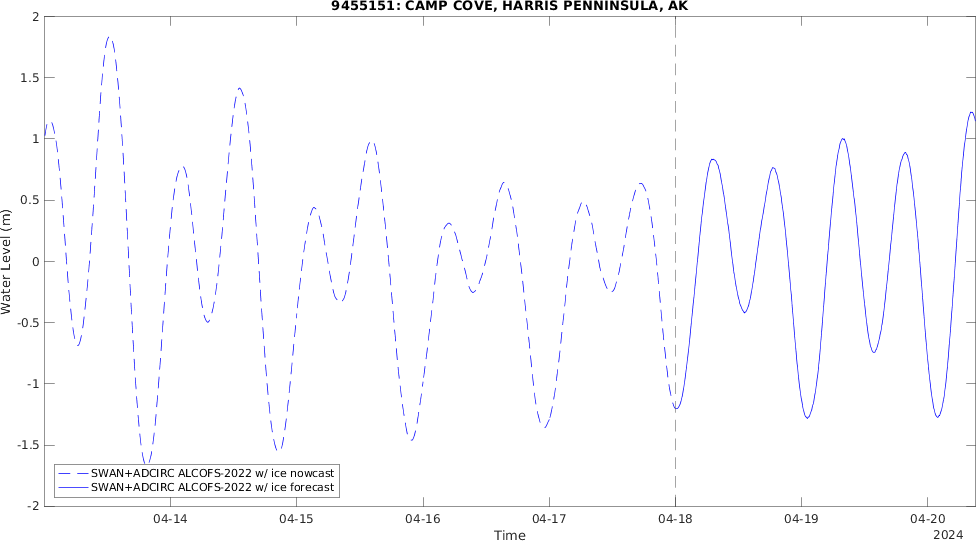 9455151: CAMP COVE, HARRIS PENNINSULA, AK
Water Level (m)
2
1.5
1
0.5
0
-0.5
-1
-1.5
-2
SWAN+ADCIRC ALCOFS-2022 w/ ice nowcast
SWAN+ADCIRC ALCOFS-2022 w/ ice forecast
04-14 04-15 04-16 04-17 04-18 04-19 04-20
Time
2024